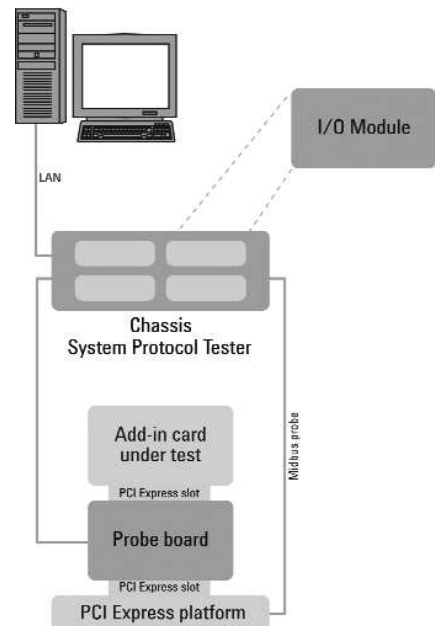 I/O Module
LAN
Chassis
System Protocol Tester
Add-in card
under test
Midbus probe
PCI Express slot
Probe board
PCI Express slot
PCI Express platform